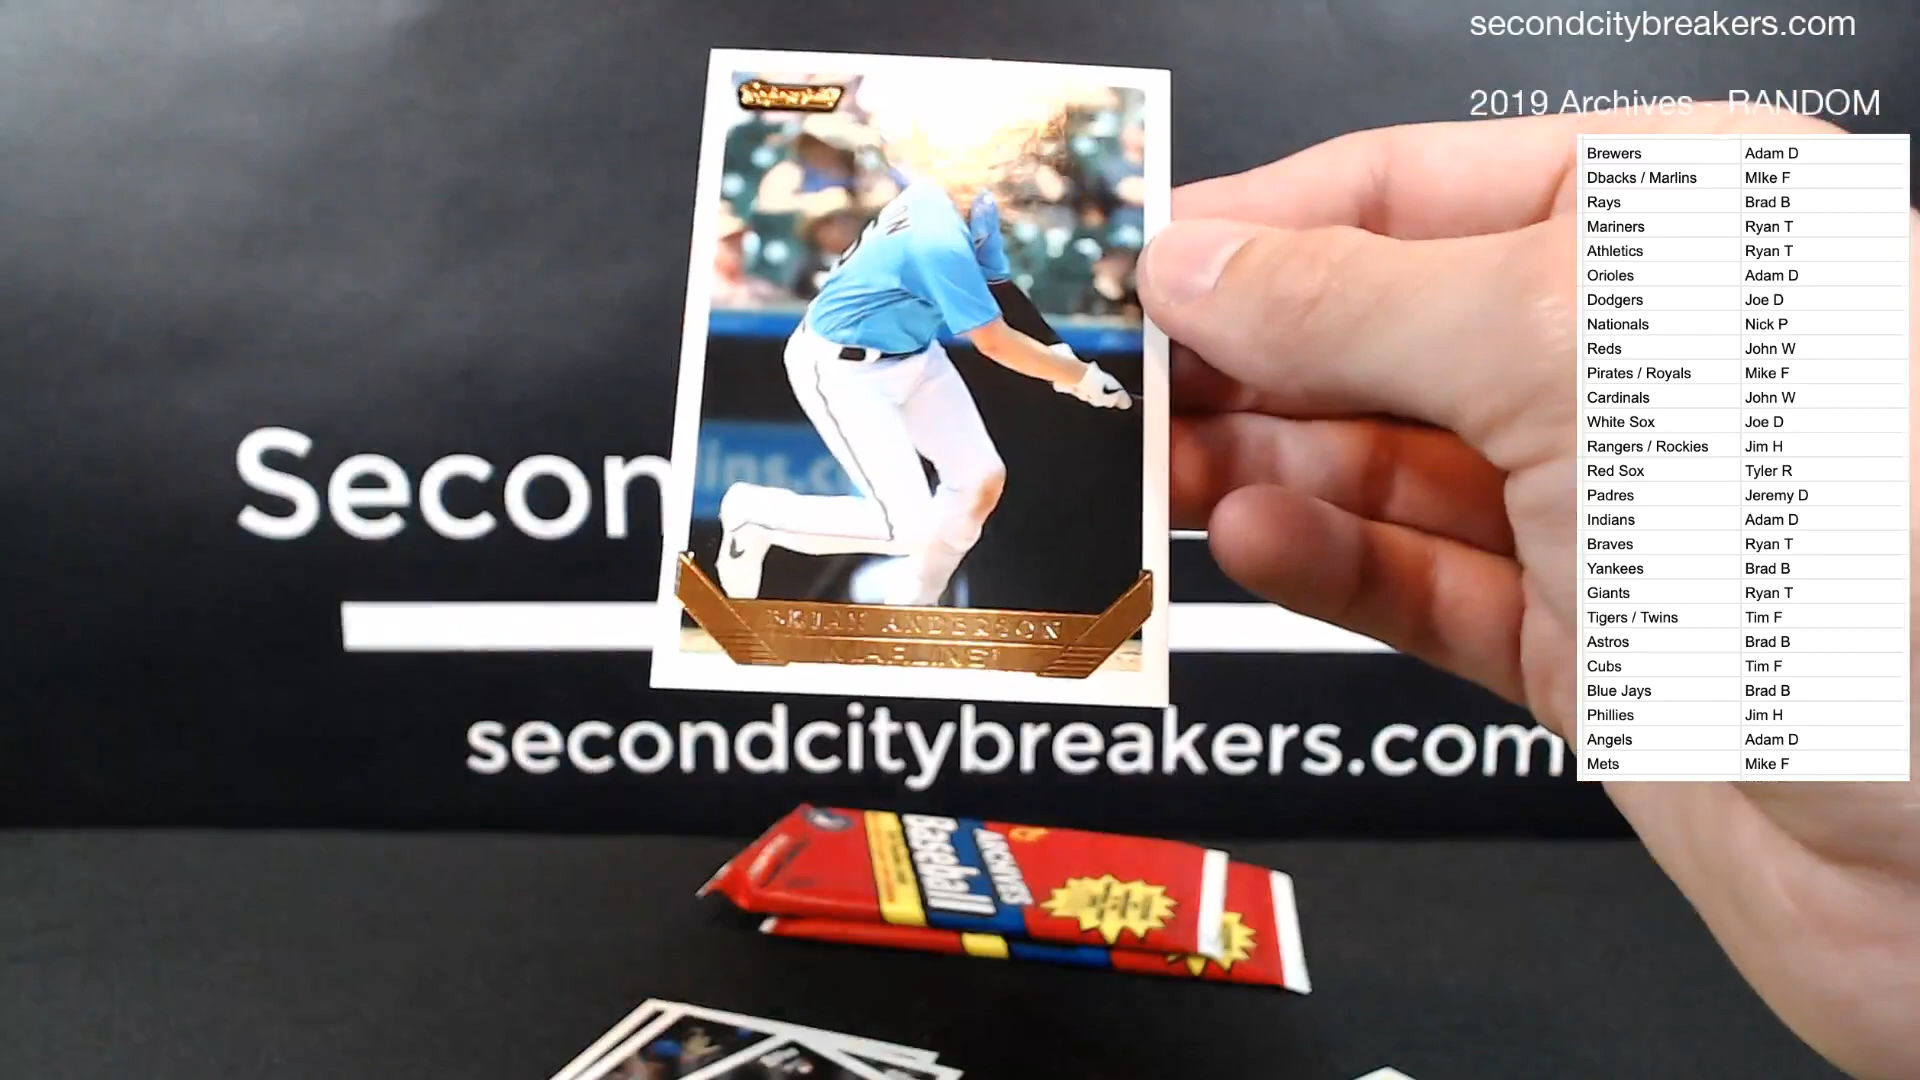 secondcitybreakers.com
2019 Archives - RANDOM
Brewers Adam D
Dbacks / Marlins MIke F
Rays Brad B
Mariners Ryan T
Athletics Ryan T
Orioles Adam D
Dodgers Joe D
Nationals Nick P
Reds John W
Pirates / Royals Mike F
Cardinals John W
White Sox Joe D
Rangers / Rockies Jim H
Red Sox Tyler R
Padres Jeremy D
Indians Adam D
Braves Ryan T
Yankees Brad B
Giants Ryan T
Tigers / Twins Tim F
Astros Brad B
Cubs Tim F
Blue Jays Brad B
Phillies Jim H
Angels Adam D
Mets Mike F
BRIAN ANDERSON
MARLINS
Secon
secondcitybreakers.com
ARCHIVES
Baseball